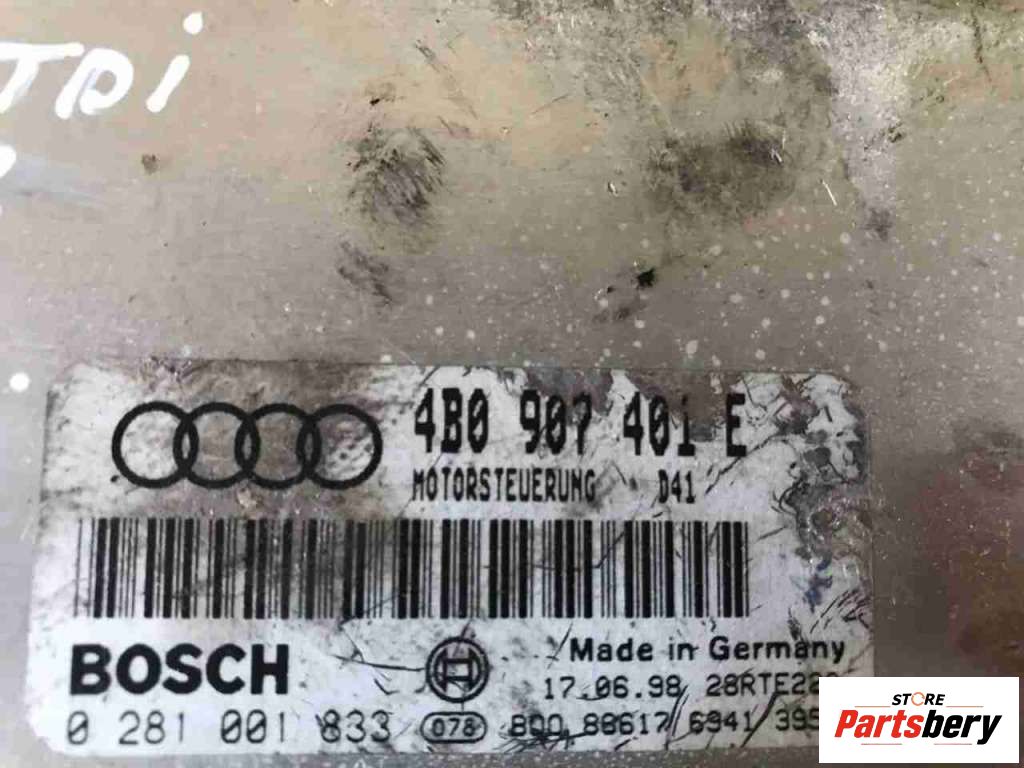 TDi
4B0 907 401 E
MOTORSTEUERUNG D41
BOSCH
Made in Germany
17.06.98
0 281 001 833 078
STORE
Partsbery